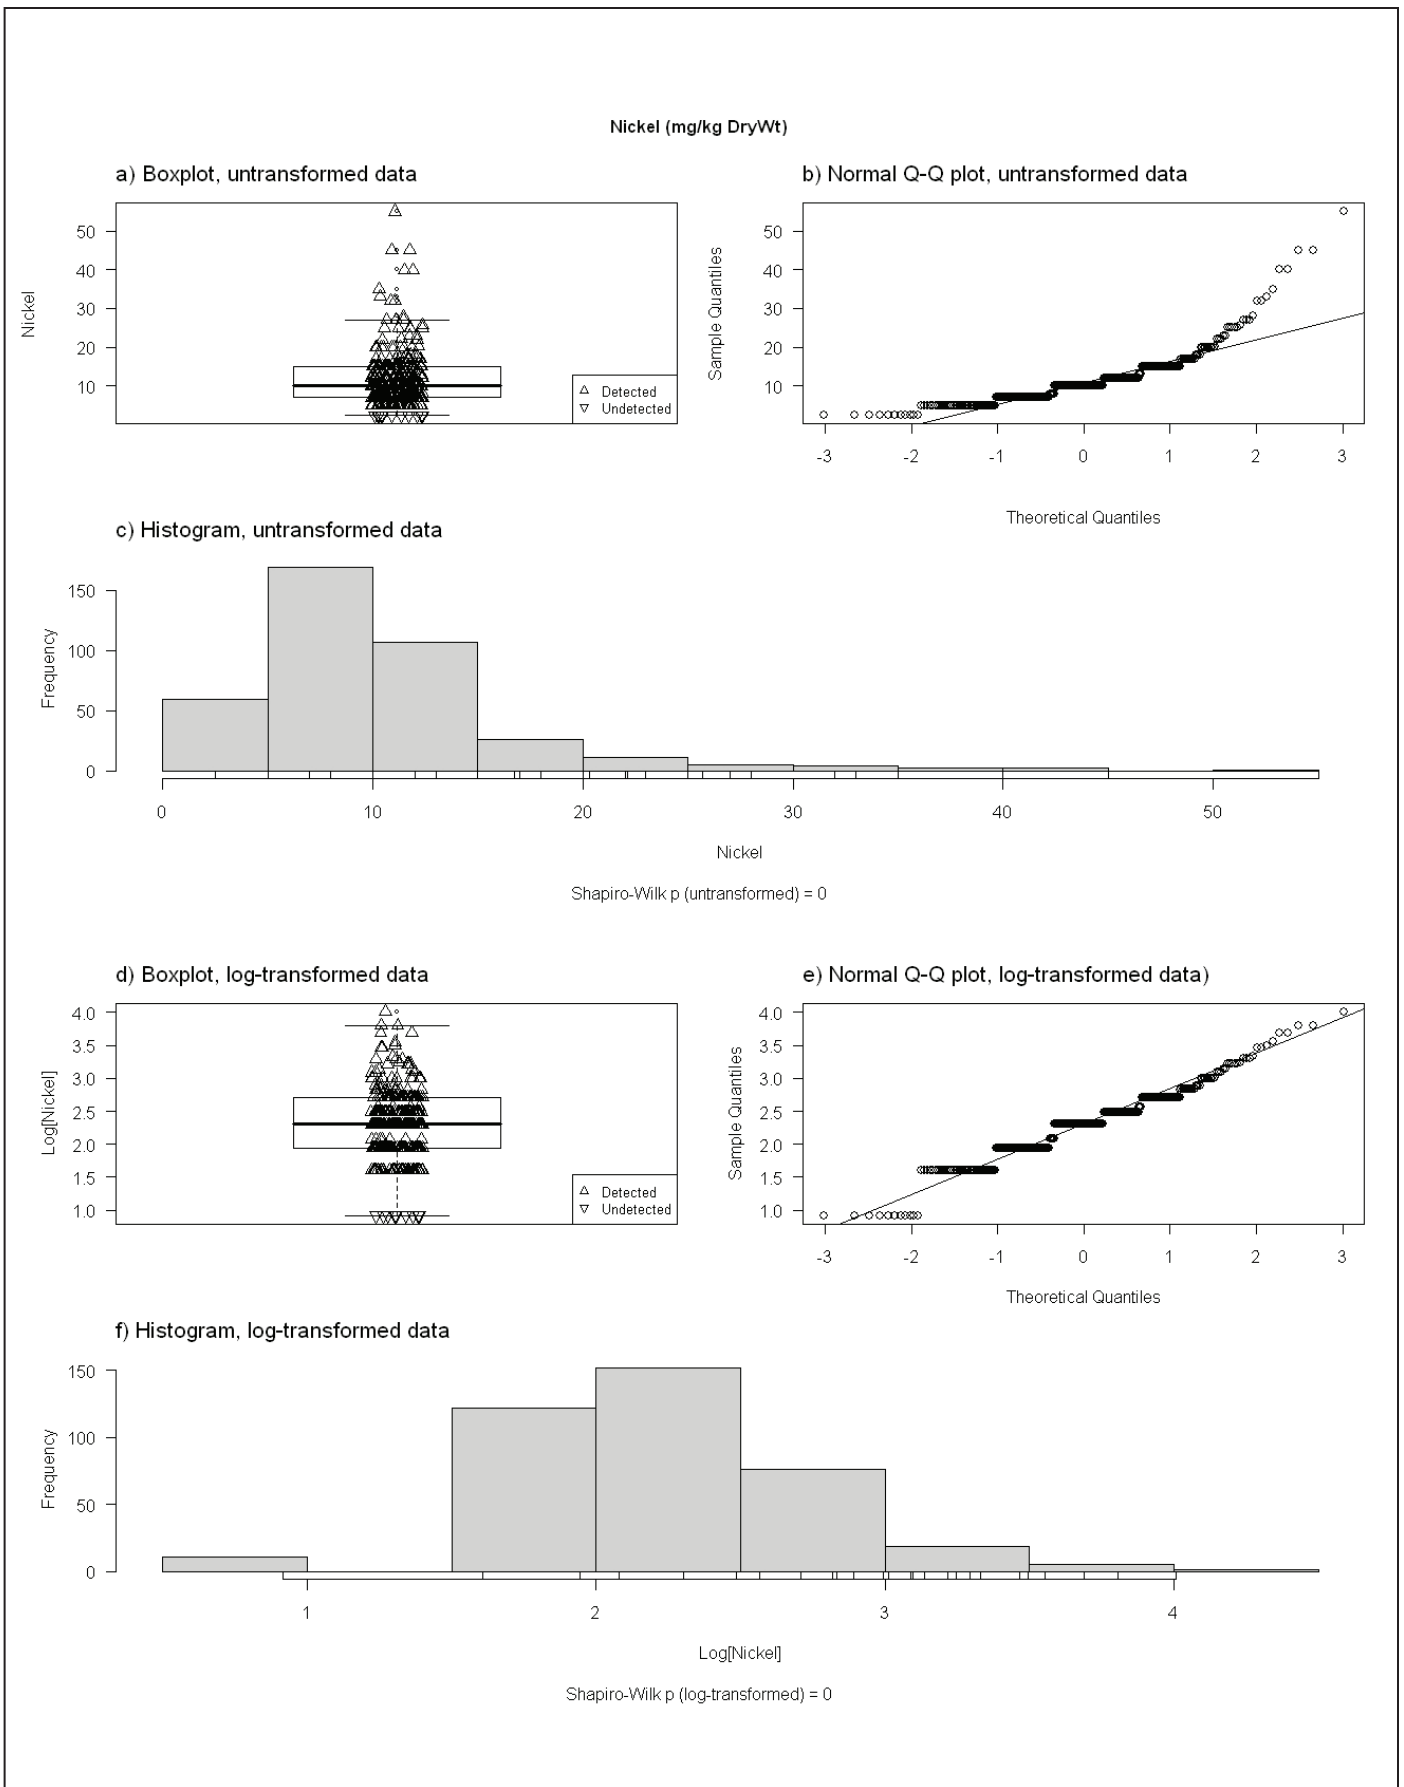 Nickel (mg/kg DryWt)
a) Boxplot, untransformed data
Nickel
50
40
30
20
10
Detected
Undetected
b) Normal Q-Q plot, untransformed data
Sample Quantiles
50
40
30
20
10
-3 -2 -1 0 1 2 3
Theoretical Quantiles
c) Histogram, untransformed data
Frequency
150
100
50
0
0 10 20 30 40 50
Nickel
Shapiro-Wilk p (untransformed) = 0
d) Boxplot, log-transformed data
Log[Nickel]
4.0
3.5
3.0
2.5
2.0
1.5
1.0
Detected
Undetected
e) Normal Q-Q plot, log-transformed data)
Sample Quantiles
4.0
3.5
3.0
2.5
2.0
1.5
1.0
-3 -2 -1 0 1 2 3
Theoretical Quantiles
f) Histogram, log-transformed data
Frequency
150
100
50
0
1 2 3 4
Log[Nickel]
Shapiro-Wilk p (log-transformed) = 0